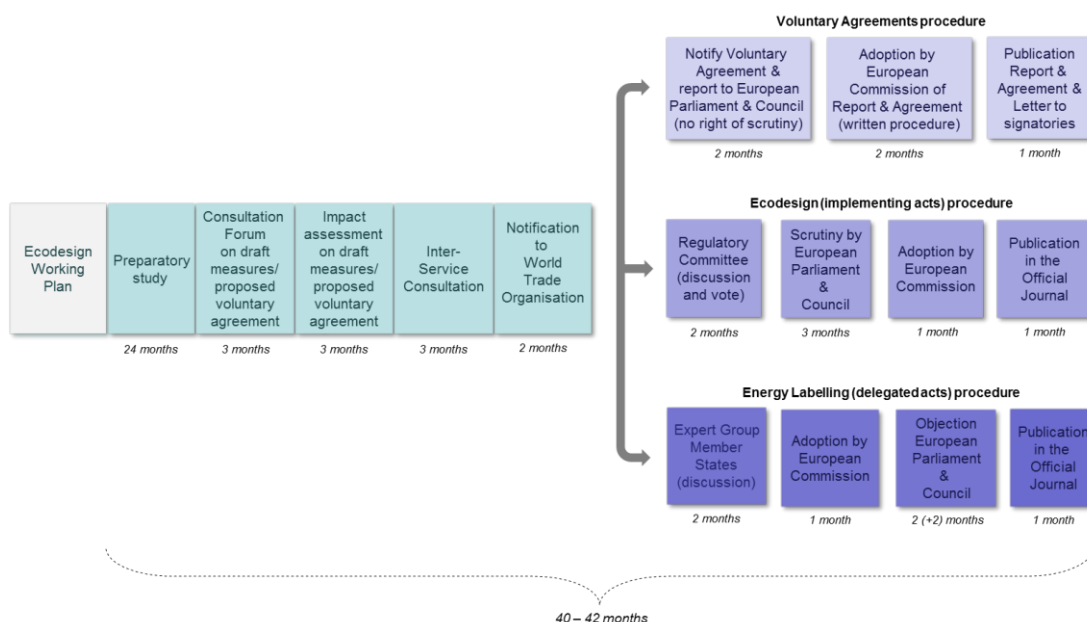 Voluntary Agreements procedure
Notify Voluntary
Agreement &
report to European
Parliament & Council
(no right of scrutiny)
2 months
Adoption by
European
Commission of
Report & Agreement
(written procedure)
2 months
Publication
Report &
Agreement &
Letter to
signatories
1 month
Ecodesign
Working
Plan
Preparatory
study
24 months
Consultation
Forum
on draft
measures/
proposed
voluntary
agreement
3 months
Impact
assessment
on draft
measures/
proposed
voluntary
agreement
3 months
Inter-
Service
Consultation
3 months
Notification
to
World
Trade
Organisation
2 months
Ecodesign (implementing acts) procedure
Regulatory
Committee
(discussion
and vote)
2 months
Scrutiny by
European
Parliament
&
Council
3 months
Adoption by
European
Commission
1 month
Publication
in the
Official
Journal
1 month
Energy Labelling (delegated acts) procedure
Expert Group
Member
States
(discussion)
2 months
Adoption by
European
Commission
1 month
Objection
European
Parliament
&
Council
2 (+2) months
Publication
in the
Official
Journal
1 month
40 – 42 months